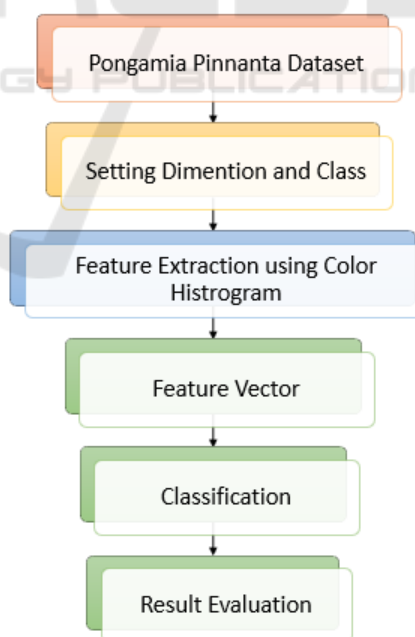 Pongamia Pinnanta Dataset
Setting Dimention and Class
Feature Extraction using Color
Histrogram
Feature Vector
Classification
Result Evaluation